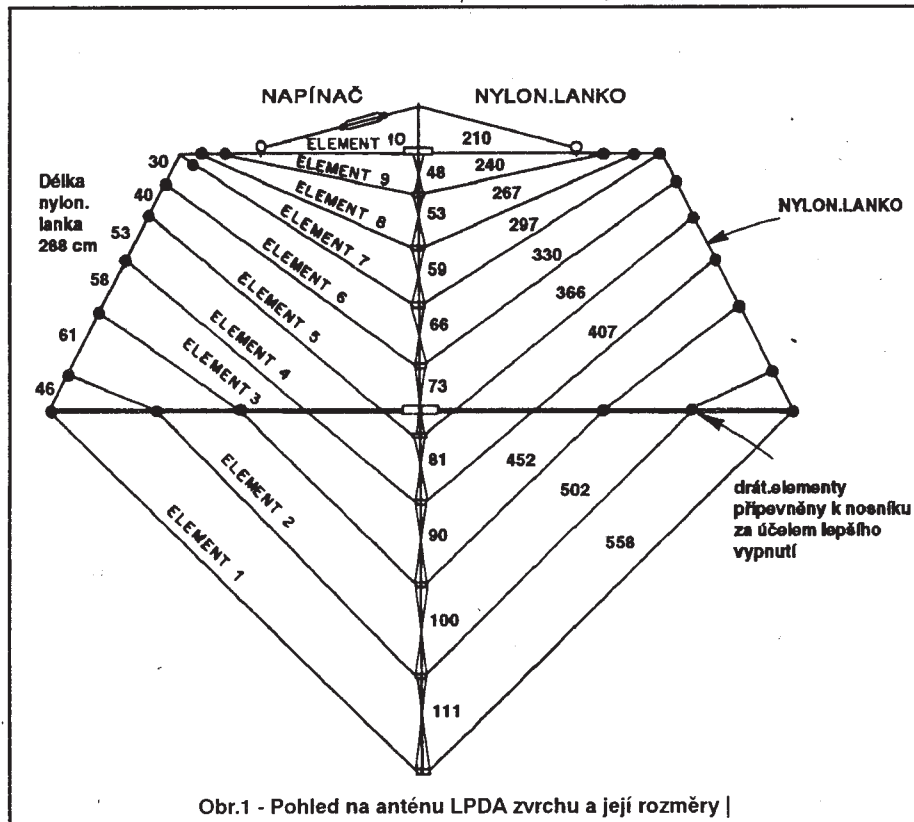 NAPÍNAČ
NYLON.LANKO
ELEMENT 10
210
30
ELEMENT 9
48
240
Délka
nylon.
lanka
268 cm
40
ELEMENT 8
53
267
NYLON.LANKO
53
ELEMENT 7
297
58
ELEMENT 6
59
330
61
ELEMENT 5
66
366
46
ELEMENT 4
73
407
ELEMENT 3
81
452
ELEMENT 2
90
502
drát.elementy
připevněny k nosníku
za účelem lepšího
vypnutí
ELEMENT 1
558
100
111
Obr.1 - Pohled na anténu LPDA zvrchu a její rozměry